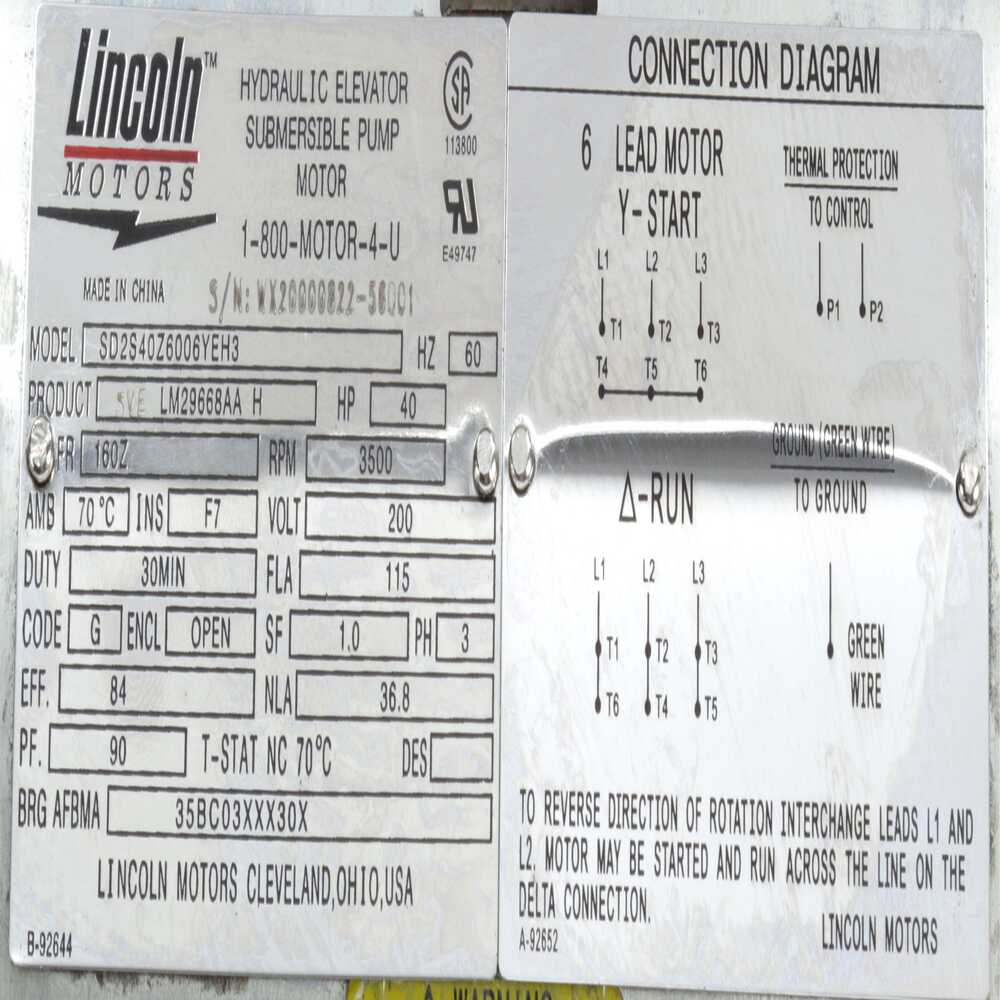 Lincoln™
MOTORS
HYDRAULIC ELEVATOR
SUBMERSIBLE PUMP
MOTOR
1-800-MOTOR-4-U
113800
E49747
MADE IN CHINA
MODEL SD2S40Z6006YEH3 HZ 60
PRODUCT SVE LM29668AA H HP 40
FR 160Z RPM 3500
AMB 70°C INS F7 VOLT 200
DUTY 30MIN FLA 115
CODE G ENCL OPEN SF 1.0 PH 3
EFF. 84 NLA 36.8
PF. 90 T-STAT NC 70°C DES
BRG AFBMA 35BC03XXX30X
LINCOLN MOTORS CLEVELAND,OHIO,USA
B-92644
CONNECTION DIAGRAM
6 LEAD MOTOR
Y-START
L1 L2 L3
T1 T2 T3
T4 T5 T6
THERMAL PROTECTION
TO CONTROL
P1 P2
Δ-RUN
L1 L2 L3
T1 T2 T3
T6 T4 T5
GROUND (GREEN WIRE)
TO GROUND
GREEN
WIRE
TO REVERSE DIRECTION OF ROTATION INTERCHANGE LEADS L1 AND
L2. MOTOR MAY BE STARTED AND RUN ACROSS THE LINE ON THE
DELTA CONNECTION.
A-92652
LINCOLN MOTORS
WARNING